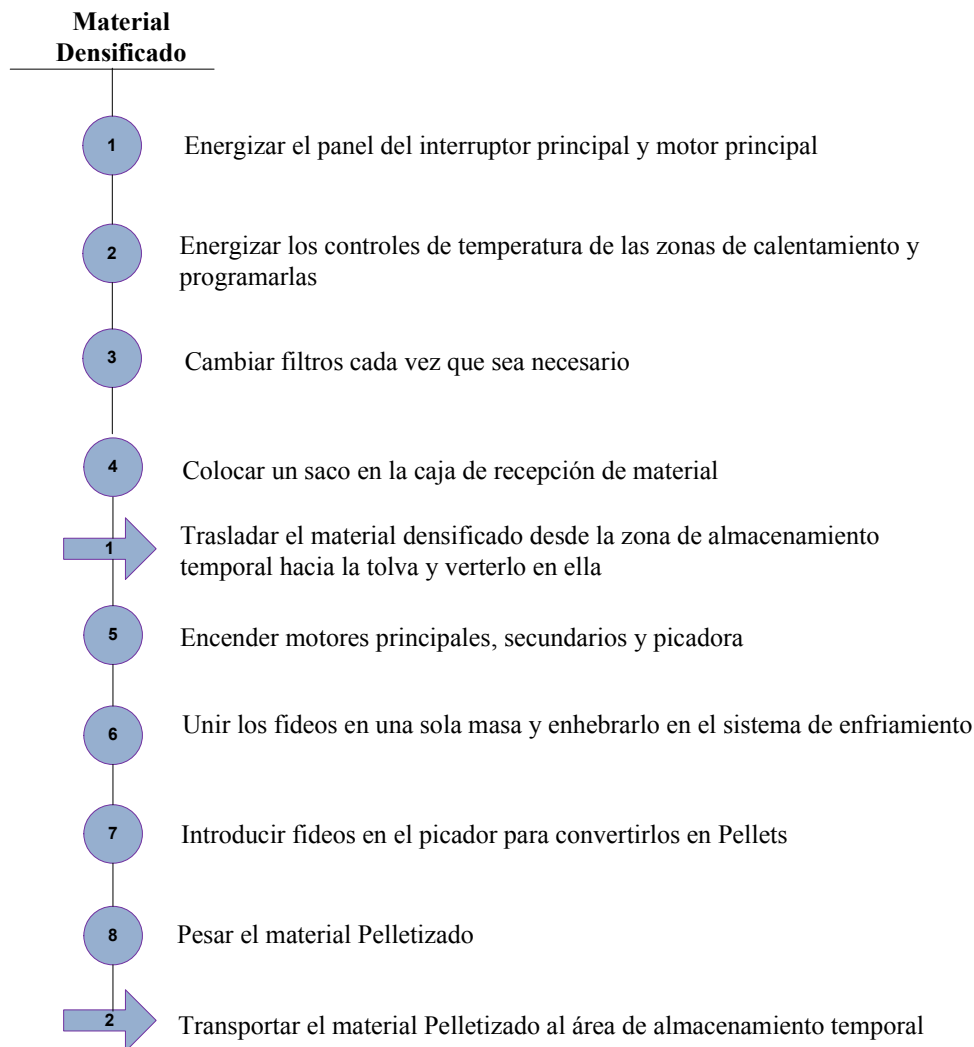 Material
Densificado
1
Energizar el panel del interruptor principal y motor principal
2
Energizar los controles de temperatura de las zonas de calentamiento y
programarlas
3
Cambiar filtros cada vez que sea necesario
4
Colocar un saco en la caja de recepción de material
1
Trasladar el material densificado desde la zona de almacenamiento
temporal hacia la tolva y verterlo en ella
5
Encender motores principales, secundarios y picadora
6
Unir los fideos en una sola masa y enhebrarlo en el sistema de enfriamiento
7
Introducir fideos en el picador para convertirlos en Pellets
8
Pesar el material Pelletizado
2
Transportar el material Pelletizado al área de almacenamiento temporal